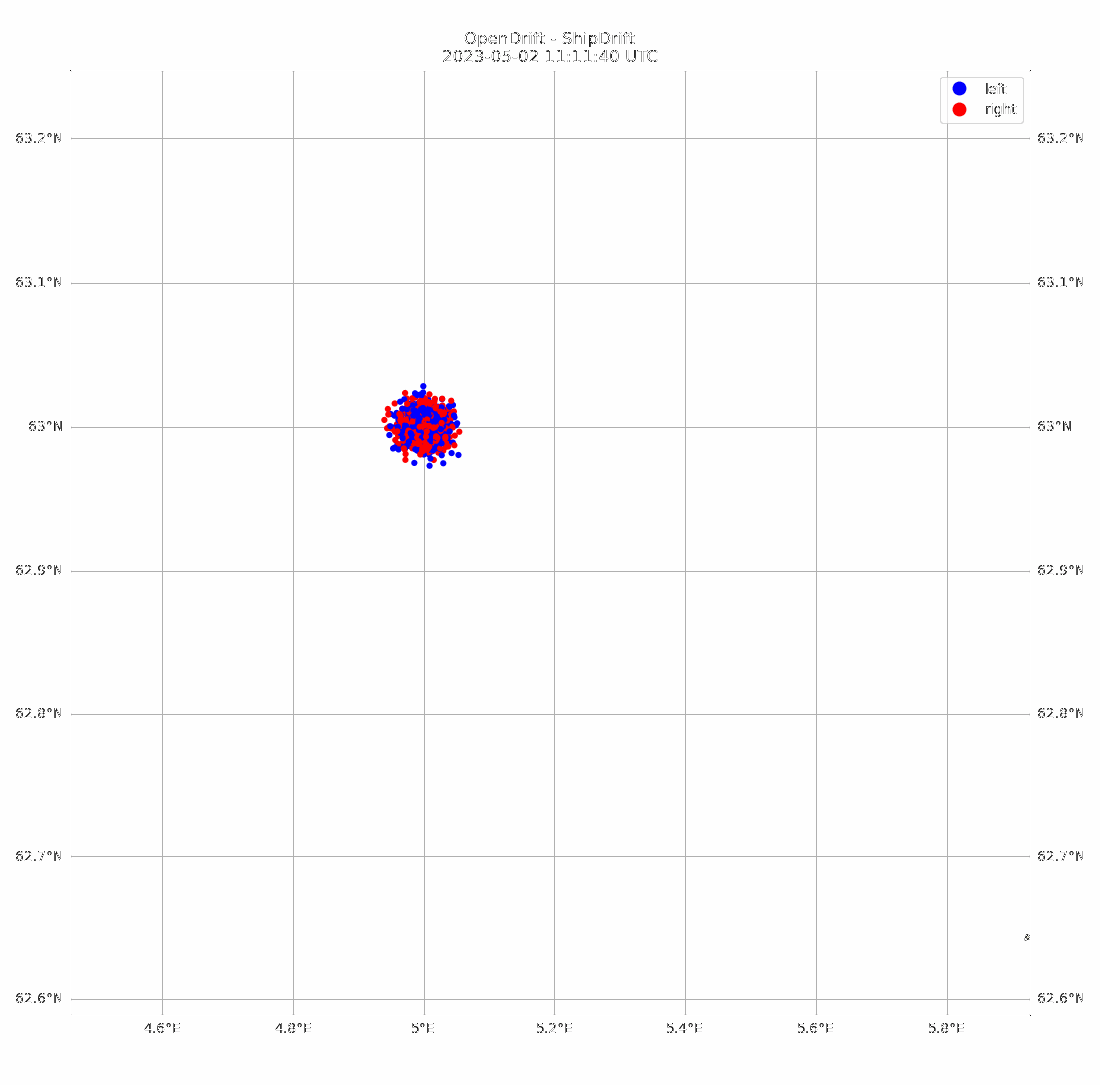 OpenDrift - ShipDrift
2023-05-02 11:11:40 UTC
left
right
63.2°N 63.2°N
63.1°N 63.1°N
63°N 63°N
62.9°N 62.9°N
62.8°N 62.8°N
62.7°N 62.7°N
62.6°N 62.6°N
4.6°E 4.8°E 5°E 5.2°E 5.4°E 5.6°E 5.8°E